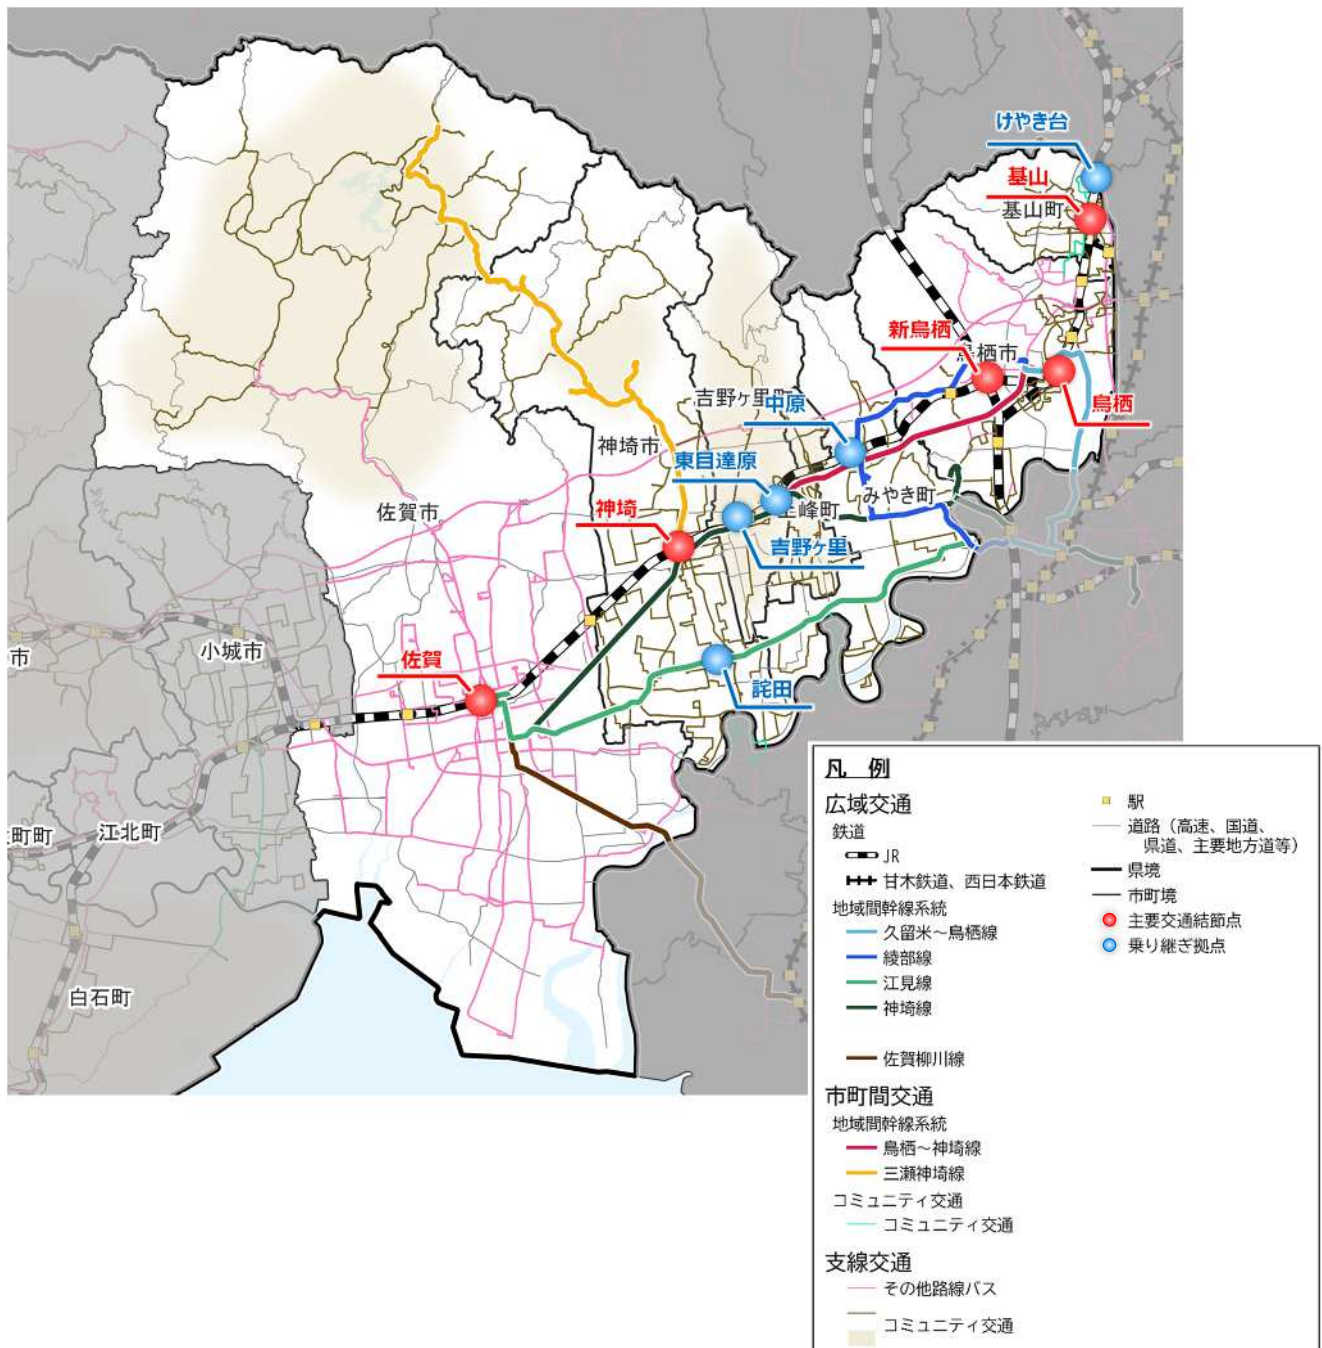 けやき台
基山
基山町
新鳥栖
鳥栖市
鳥栖
吉野ヶ里町
中原
神埼市
東目達原
みやき町
佐賀市
神埼
上峰町
吉野ヶ里
小城市
市
佐賀
詫田
江北町
町町
白石町
凡 例
広域交通
鉄道
JR
甘木鉄道、西日本鉄道
地域間幹線系統
久留米～鳥栖線
綾部線
江見線
神埼線
佐賀柳川線
市町間交通
地域間幹線系統
鳥栖～神埼線
三瀬神埼線
コミュニティ交通
コミュニティ交通
支線交通
その他路線バス
コミュニティ交通
駅
道路（高速、国道、
県道、主要地方道等）
県境
市町境
主要交通結節点
乗り継ぎ拠点